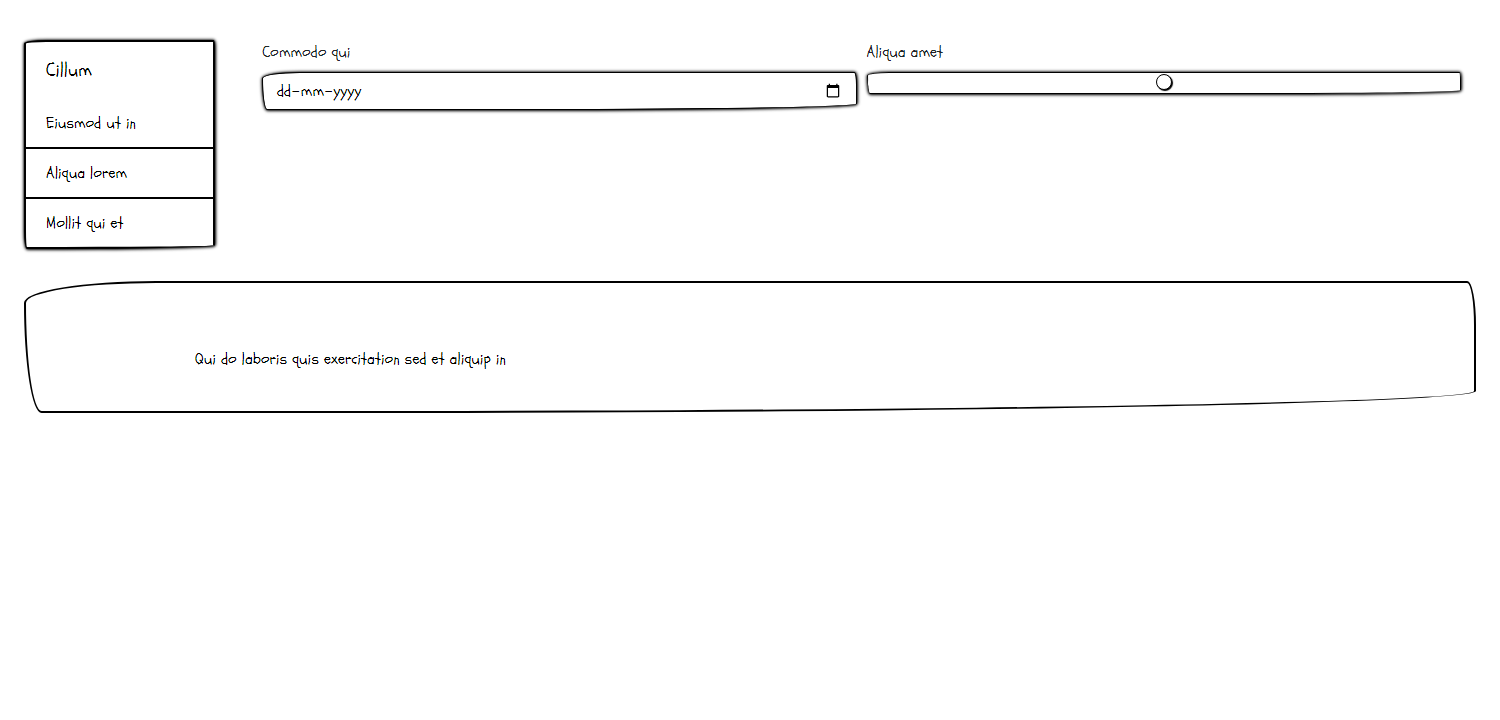 Cillum
Eiusmod ut in
Aliqua lorem
Mollit qui et
Commodo qui
dd-mm-yyyy
Aliqua amet
Qui do laboris quis exercitation sed et aliquip in